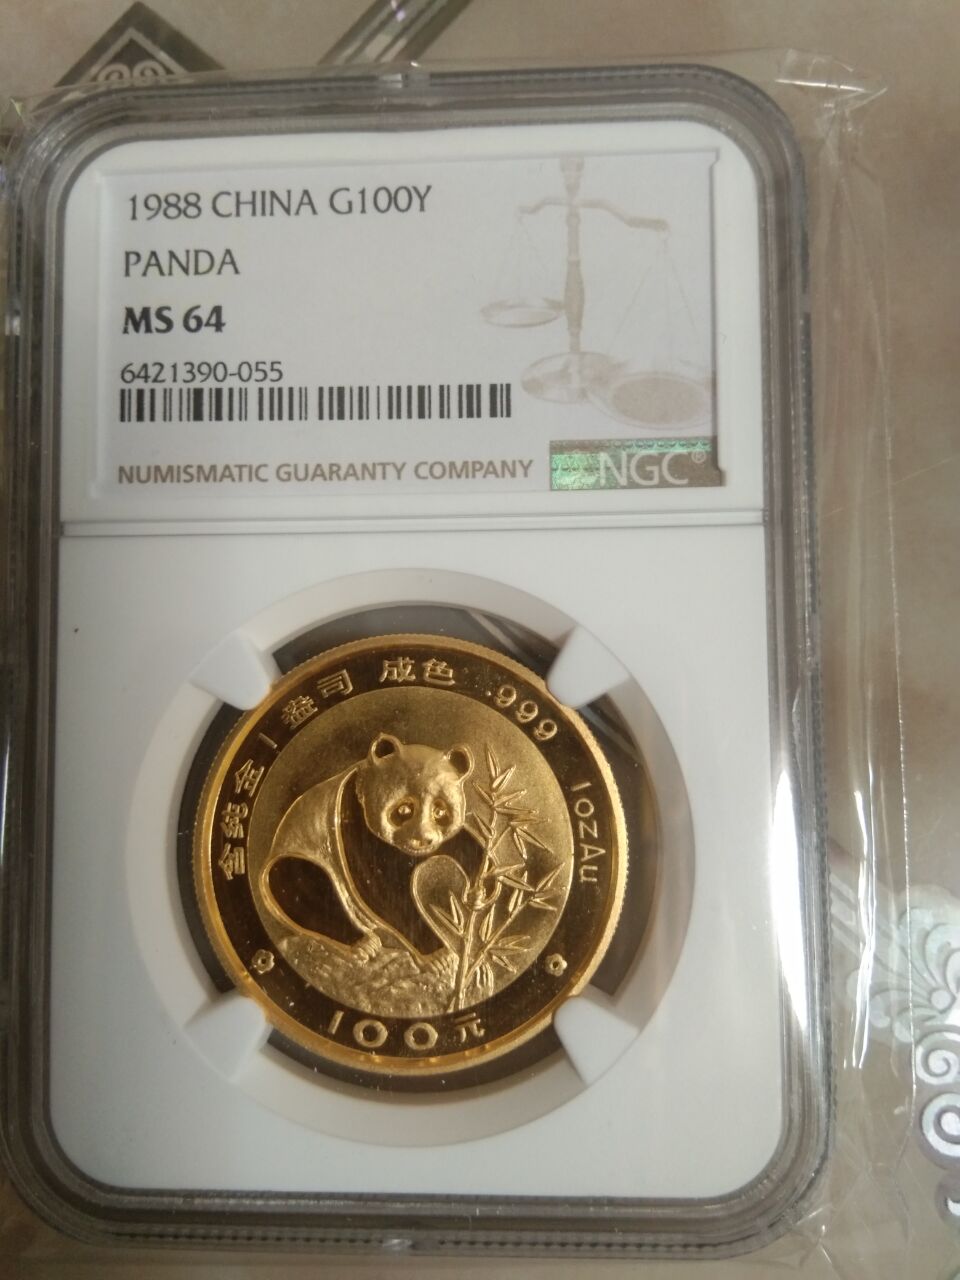 1988 CHINA G100Y
PANDA
MS 64
6421390-055
NUMISMATIC GUARANTY COMPANY
NGC®
含纯金 1 盎司 成色 .999
1ozAu
100元